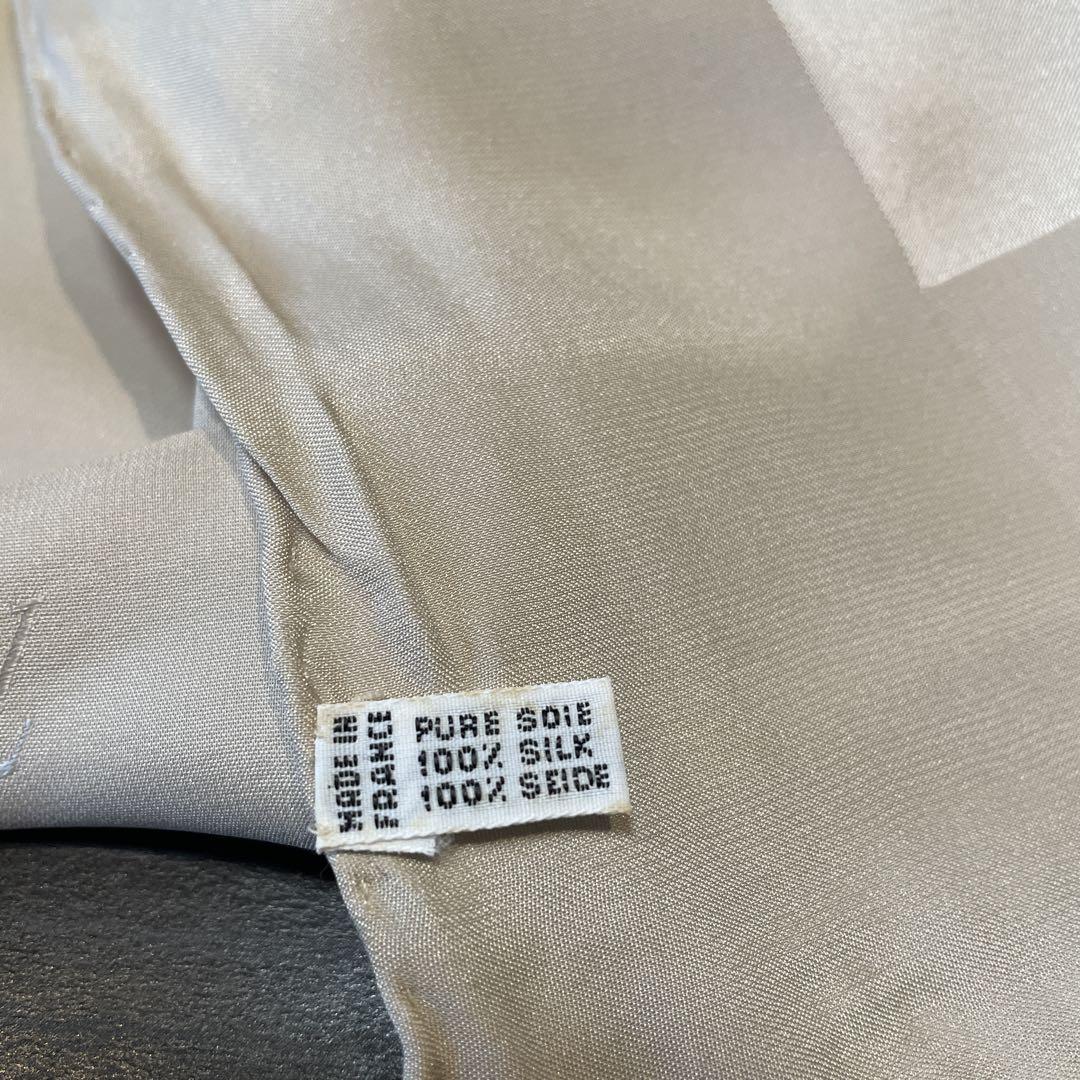 MADE IN
FRANCE
PURE SOIE
100% SILK
100% SEIDE